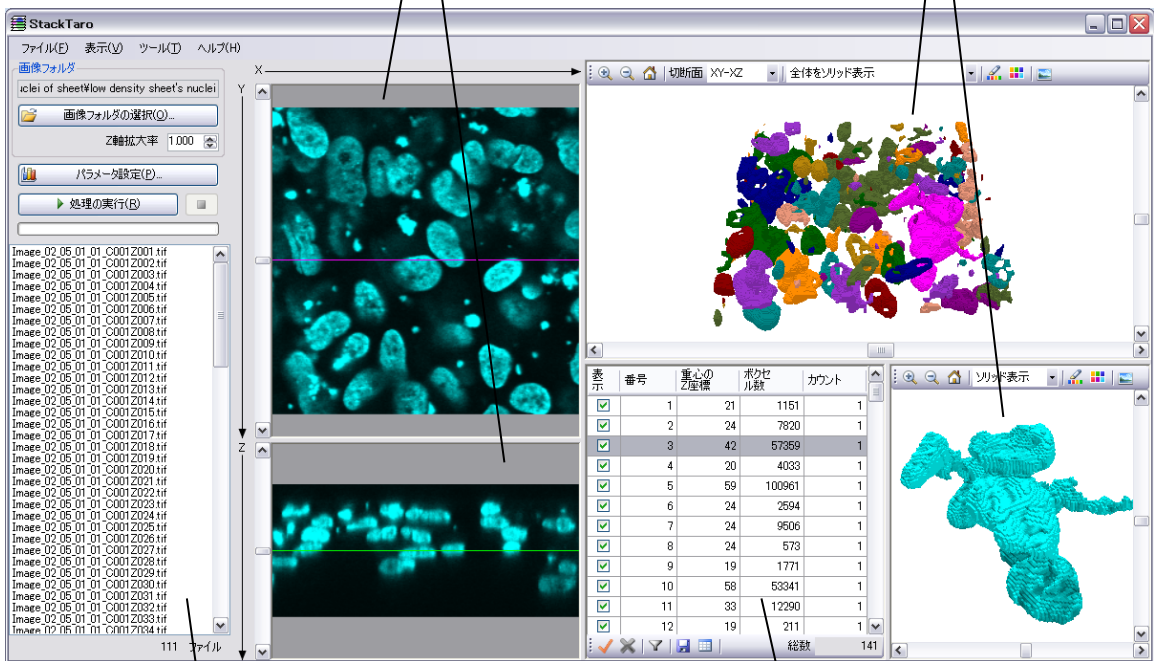 StackTaro
ファイル(F) 表示(V) ツール(T) ヘルプ(H)
画像フォルダ
uclei of sheet¥low density sheet's nuclei
画像フォルダの選択(O)...
Z軸拡大率 1.000
パラメータ設定(P)...
処理の実行(R)
Image_02_05_01_01_C001Z001.tif
Image_02_05_01_01_C001Z002.tif
Image_02_05_01_01_C001Z003.tif
Image_02_05_01_01_C001Z004.tif
Image_02_05_01_01_C001Z005.tif
Image_02_05_01_01_C001Z006.tif
Image_02_05_01_01_C001Z007.tif
Image_02_05_01_01_C001Z008.tif
Image_02_05_01_01_C001Z009.tif
Image_02_05_01_01_C001Z010.tif
Image_02_05_01_01_C001Z011.tif
Image_02_05_01_01_C001Z012.tif
Image_02_05_01_01_C001Z013.tif
Image_02_05_01_01_C001Z014.tif
Image_02_05_01_01_C001Z015.tif
Image_02_05_01_01_C001Z016.tif
Image_02_05_01_01_C001Z017.tif
Image_02_05_01_01_C001Z018.tif
Image_02_05_01_01_C001Z019.tif
Image_02_05_01_01_C001Z020.tif
Image_02_05_01_01_C001Z021.tif
Image_02_05_01_01_C001Z022.tif
Image_02_05_01_01_C001Z023.tif
Image_02_05_01_01_C001Z024.tif
Image_02_05_01_01_C001Z025.tif
Image_02_05_01_01_C001Z026.tif
Image_02_05_01_01_C001Z027.tif
Image_02_05_01_01_C001Z028.tif
Image_02_05_01_01_C001Z029.tif
Image_02_05_01_01_C001Z030.tif
Image_02_05_01_01_C001Z031.tif
Image_02_05_01_01_C001Z032.tif
Image_02_05_01_01_C001Z033.tif
Image_02_05_01_01_C001Z034.tif
111 ファイル
X
Y
Z
切断面 XY-XZ 全体をソリッド表示
表示 番号 重心のZ座標 ボクセル数 カウント
1 21 1151 1
2 24 7820 1
3 42 57359 1
4 20 4033 1
5 59 100961 1
6 24 2594 1
7 24 9506 1
8 24 573 1
9 19 1771 1
10 58 53341 1
11 33 12290 1
12 19 211 1
総数 141
ソリッド表示